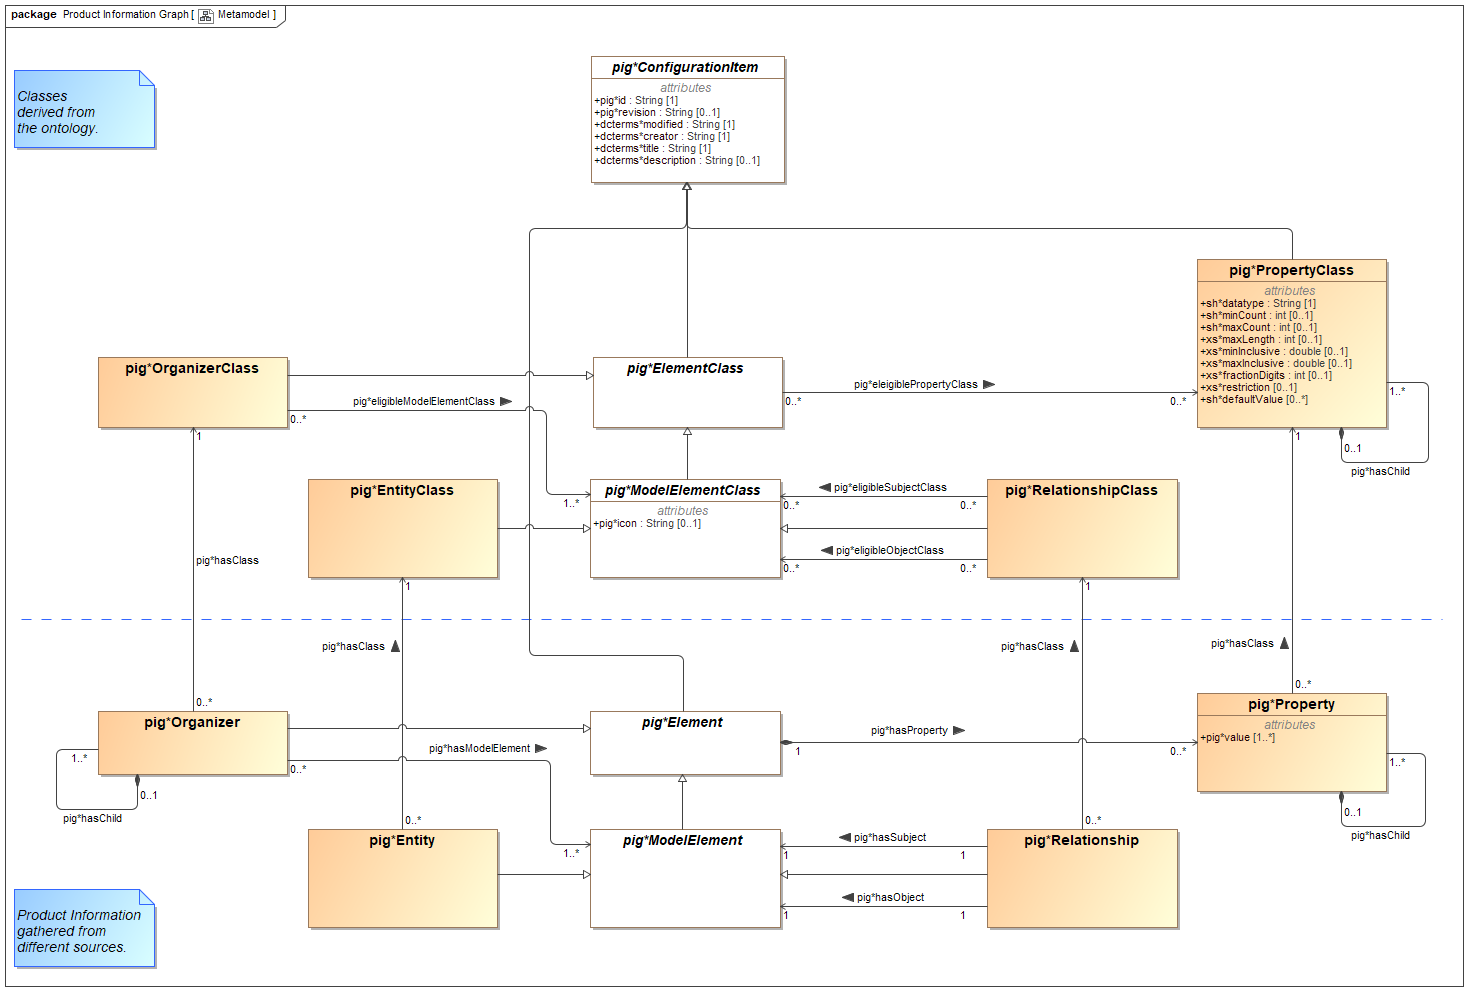 package Product Information Graph [ Metamodel ]
Classes
derived from
the ontology.
pig*ConfigurationItem
attributes
+pig*id : String [1]
+pig*revision : String [0..1]
+dcterms*modified : String [1]
+dcterms*creator : String [1]
+dcterms*title : String [1]
+dcterms*description : String [0..1]
pig*PropertyClass
attributes
+sh*datatype : String [1]
+sh*minCount : int [0..1]
+sh*maxCount : int [0..1]
+xs*maxLength : int [0..1]
+xs*minInclusive : double [0..1]
+xs*maxInclusive : double [0..1]
+xs*fractionDigits : int [0..1]
+xs*restriction [0..1]
+sh*defaultValue [0..*]
1..*
0..1
pig*hasChild
pig*OrganizerClass
pig*ElementClass
pig*eleigiblePropertyClass
0..*
0..*
pig*eligibleModelElementClass
0..*
1..*
1
1
pig*EntityClass
pig*ModelElementClass
attributes
+pig*icon : String [0..1]
pig*eligibleSubjectClass
0..*
0..*
pig*eligibleObjectClass
0..*
0..*
pig*RelationshipClass
pig*hasClass
1
1
pig*hasClass
pig*hasClass
pig*hasClass
0..*
0..*
pig*Organizer
pig*Element
pig*hasProperty
1
0..*
pig*Property
attributes
+pig*value [1..*]
1..*
0..1
pig*hasChild
pig*hasModelElement
0..*
1..*
1..*
0..1
pig*hasChild
0..*
0..*
pig*Entity
pig*ModelElement
pig*hasSubject
1
1
pig*hasObject
1
1
pig*Relationship
Product Information
gathered from
different sources.